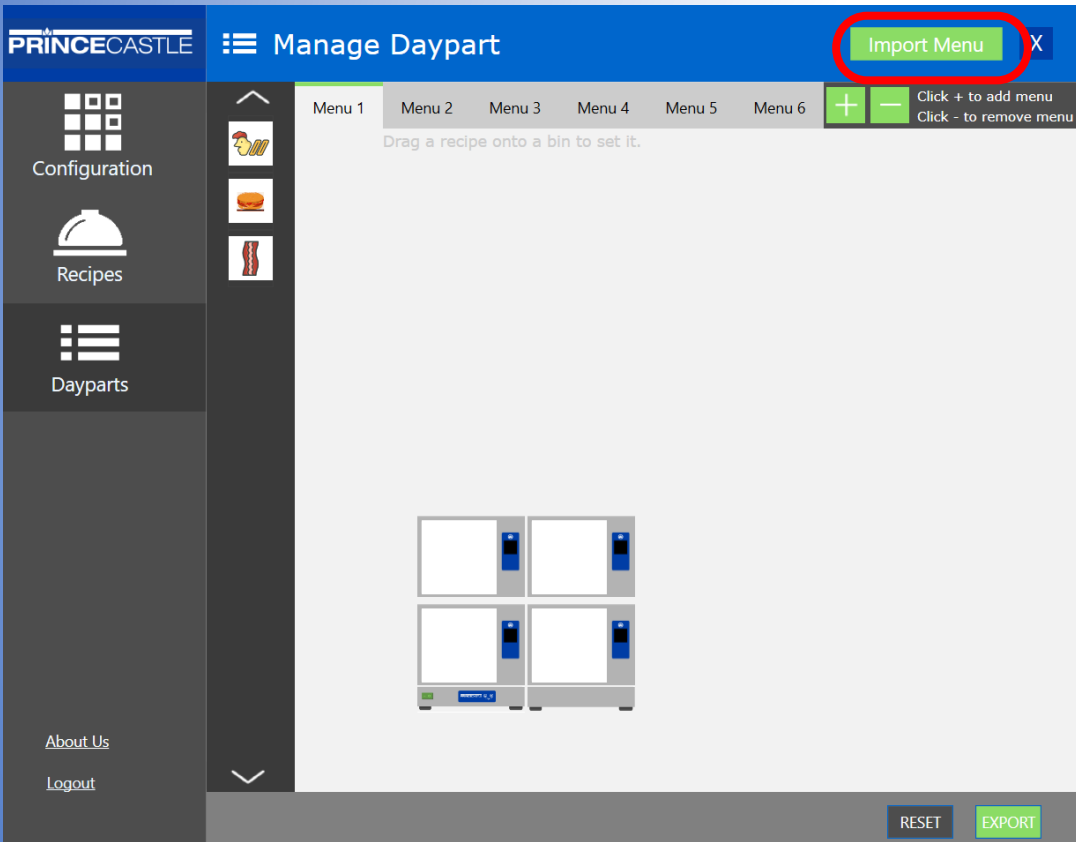 PRINCECASTLE
Manage Daypart
Import Menu
X
Configuration
Recipes
Dayparts
About Us
Logout
Menu 1
Menu 2
Menu 3
Menu 4
Menu 5
Menu 6
+
−
Click + to add menu
Click - to remove menu
Drag a recipe onto a bin to set it.
RESET
EXPORT